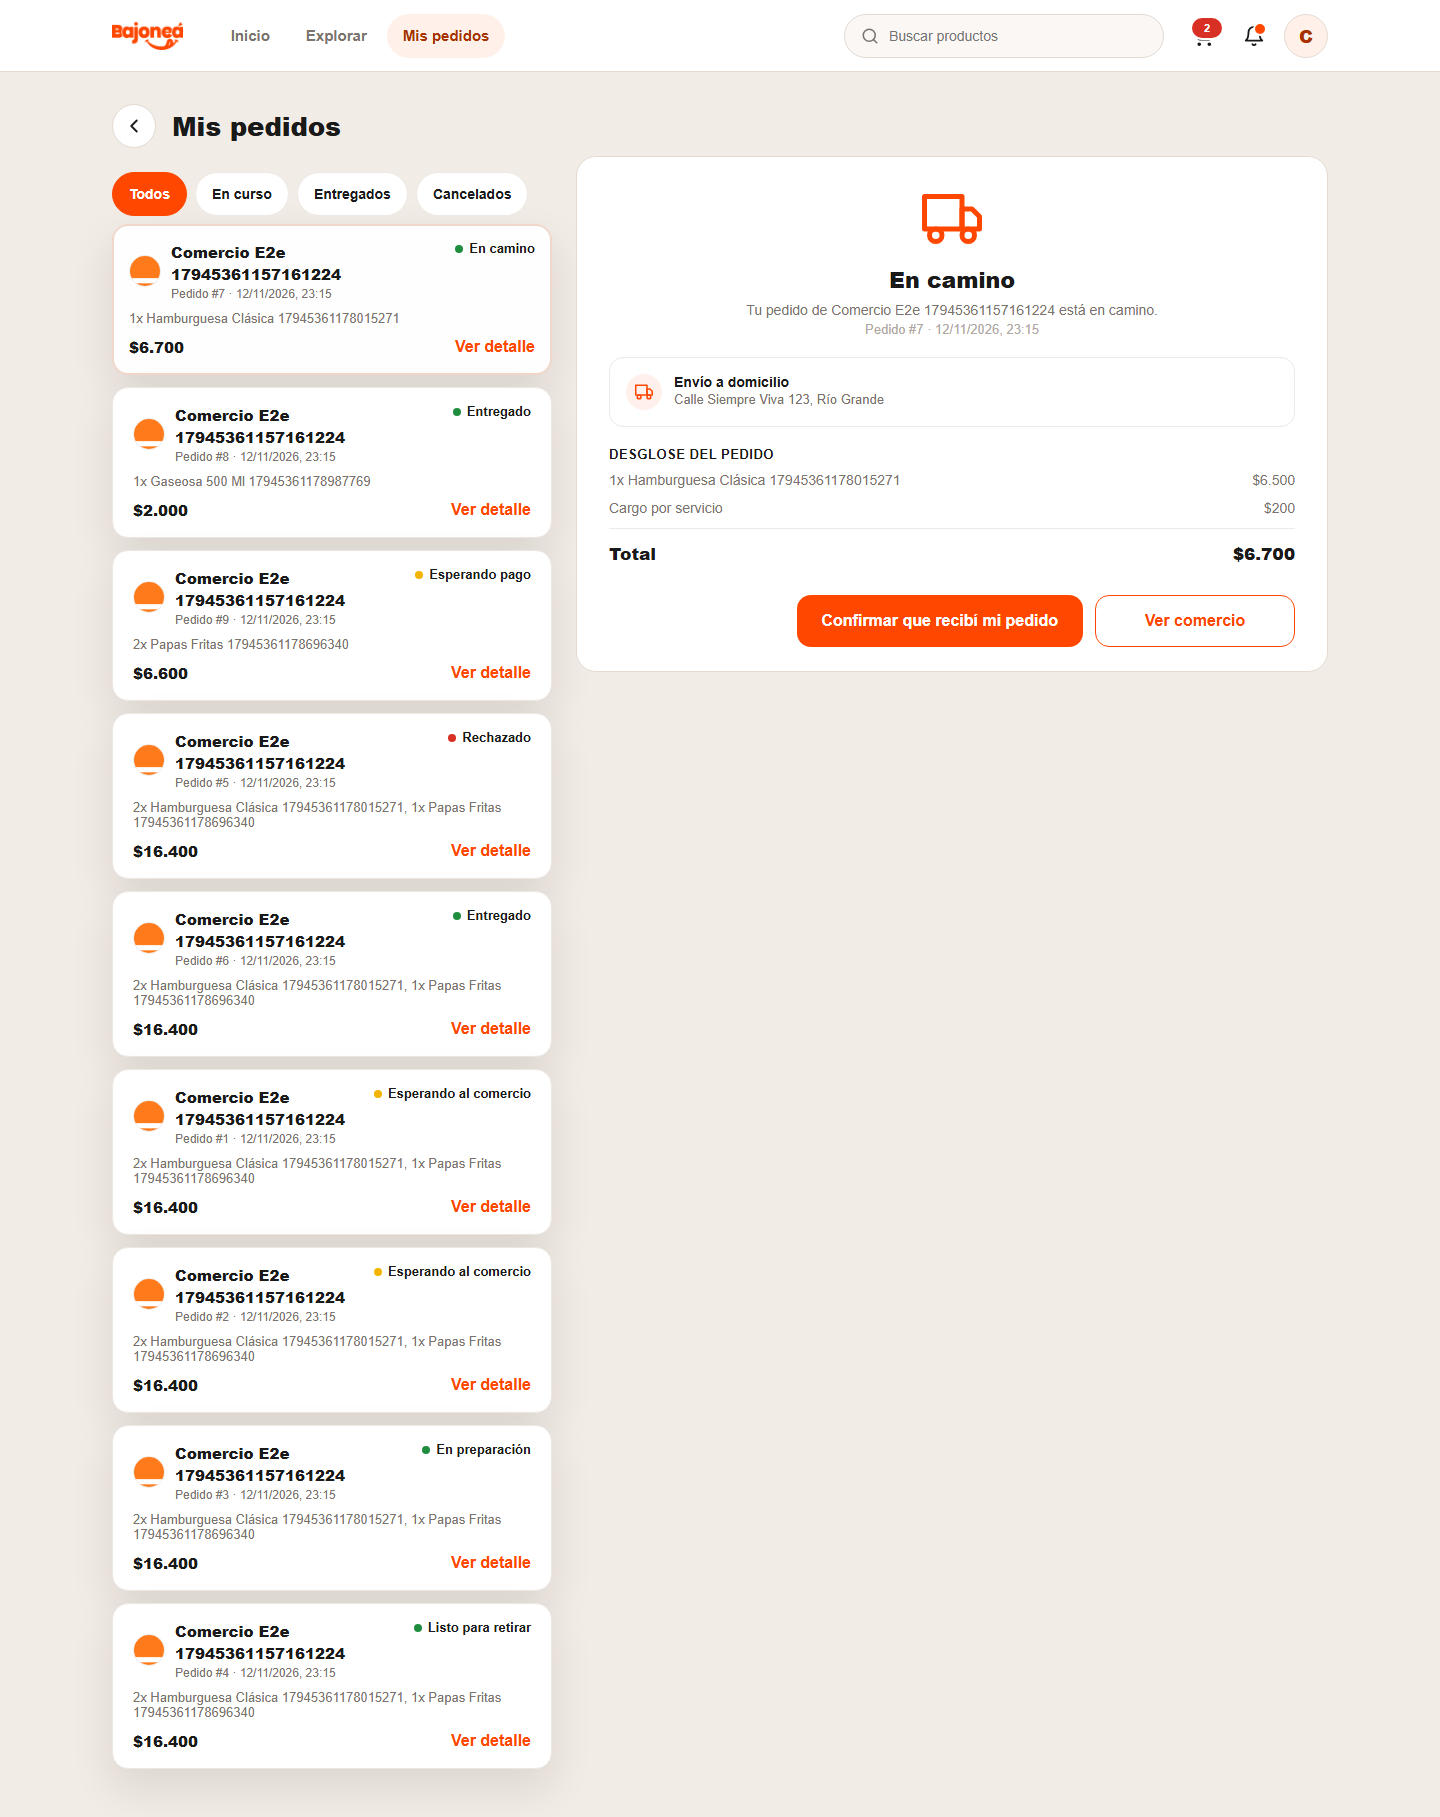 Bajoneá
Inicio
Explorar
Mis pedidos
Buscar productos
2
C
Mis pedidos
Todos
En curso
Entregados
Cancelados
Comercio E2e
17945361157161224
En camino
Pedido #7 · 12/11/2026, 23:15
1x Hamburguesa Clásica 17945361178015271
$6.700
Ver detalle
Comercio E2e
17945361157161224
Entregado
Pedido #8 · 12/11/2026, 23:15
1x Gaseosa 500 Ml 17945361178987769
$2.000
Ver detalle
Comercio E2e
17945361157161224
Esperando pago
Pedido #9 · 12/11/2026, 23:15
2x Papas Fritas 17945361178696340
$6.600
Ver detalle
Comercio E2e
17945361157161224
Rechazado
Pedido #5 · 12/11/2026, 23:15
2x Hamburguesa Clásica 17945361178015271, 1x Papas Fritas
17945361178696340
$16.400
Ver detalle
Comercio E2e
17945361157161224
Entregado
Pedido #6 · 12/11/2026, 23:15
2x Hamburguesa Clásica 17945361178015271, 1x Papas Fritas
17945361178696340
$16.400
Ver detalle
Comercio E2e
17945361157161224
Esperando al comercio
Pedido #1 · 12/11/2026, 23:15
2x Hamburguesa Clásica 17945361178015271, 1x Papas Fritas
17945361178696340
$16.400
Ver detalle
Comercio E2e
17945361157161224
Esperando al comercio
Pedido #2 · 12/11/2026, 23:15
2x Hamburguesa Clásica 17945361178015271, 1x Papas Fritas
17945361178696340
$16.400
Ver detalle
Comercio E2e
17945361157161224
En preparación
Pedido #3 · 12/11/2026, 23:15
2x Hamburguesa Clásica 17945361178015271, 1x Papas Fritas
17945361178696340
$16.400
Ver detalle
Comercio E2e
17945361157161224
Listo para retirar
Pedido #4 · 12/11/2026, 23:15
2x Hamburguesa Clásica 17945361178015271, 1x Papas Fritas
17945361178696340
$16.400
Ver detalle
En camino
Tu pedido de Comercio E2e 17945361157161224 está en camino.
Pedido #7 · 12/11/2026, 23:15
Envío a domicilio
Calle Siempre Viva 123, Río Grande
DESGLOSE DEL PEDIDO
1x Hamburguesa Clásica 17945361178015271
$6.500
Cargo por servicio
$200
Total
$6.700
Confirmar que recibí mi pedido
Ver comercio